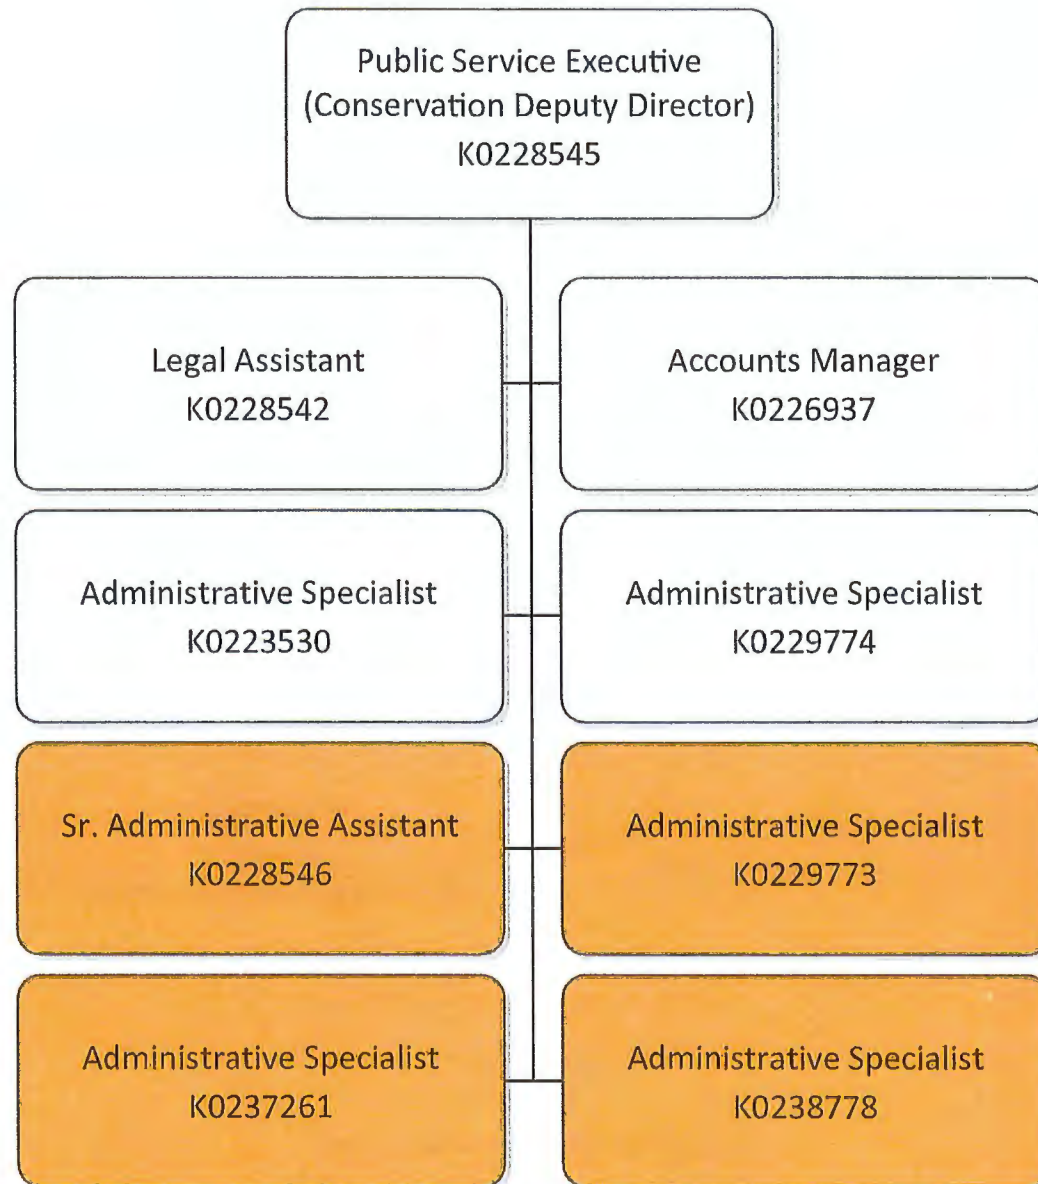 Public Service Executive
(Conservation Deputy Director)
K0228545
Legal Assistant
K0228542
Accounts Manager
K0226937
Administrative Specialist
K0223530
Administrative Specialist
K0229774
Sr. Administrative Assistant
K0228546
Administrative Specialist
K0229773
Administrative Specialist
K0237261
Administrative Specialist
K0238778